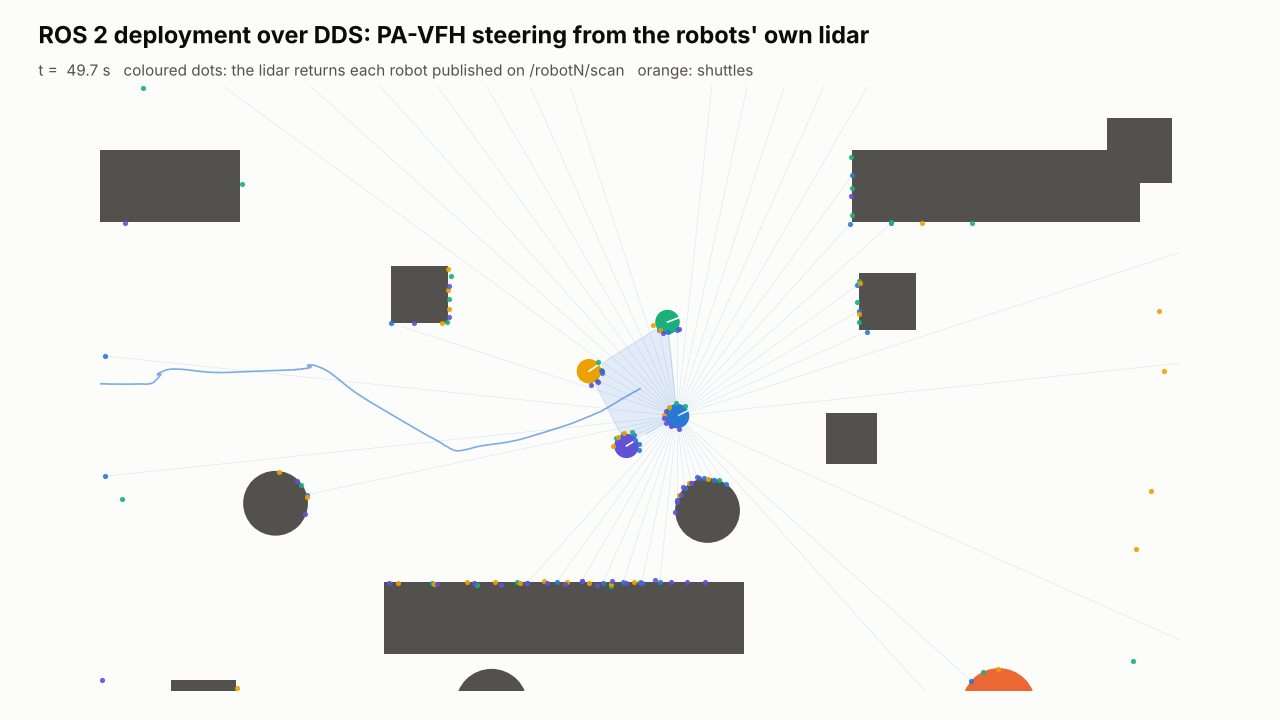 ROS 2 deployment over DDS: PA-VFH steering from the robots' own lidar
t =  49.7 s   coloured dots: the lidar returns each robot published on /robotN/scan   orange: shuttles